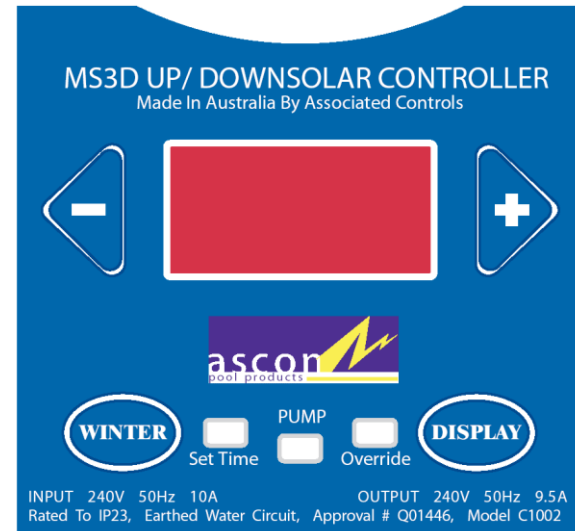 MS3D UP/ DOWNSOLAR CONTROLLER
Made In Australia By Associated Controls
-
+
ascon
pool products
WINTER
Set Time
PUMP
Override
DISPLAY
INPUT 240V 50Hz 10A
OUTPUT 240V 50Hz 9.5A
Rated To IP23, Earthed Water Circuit, Approval # Q01446, Model C1002